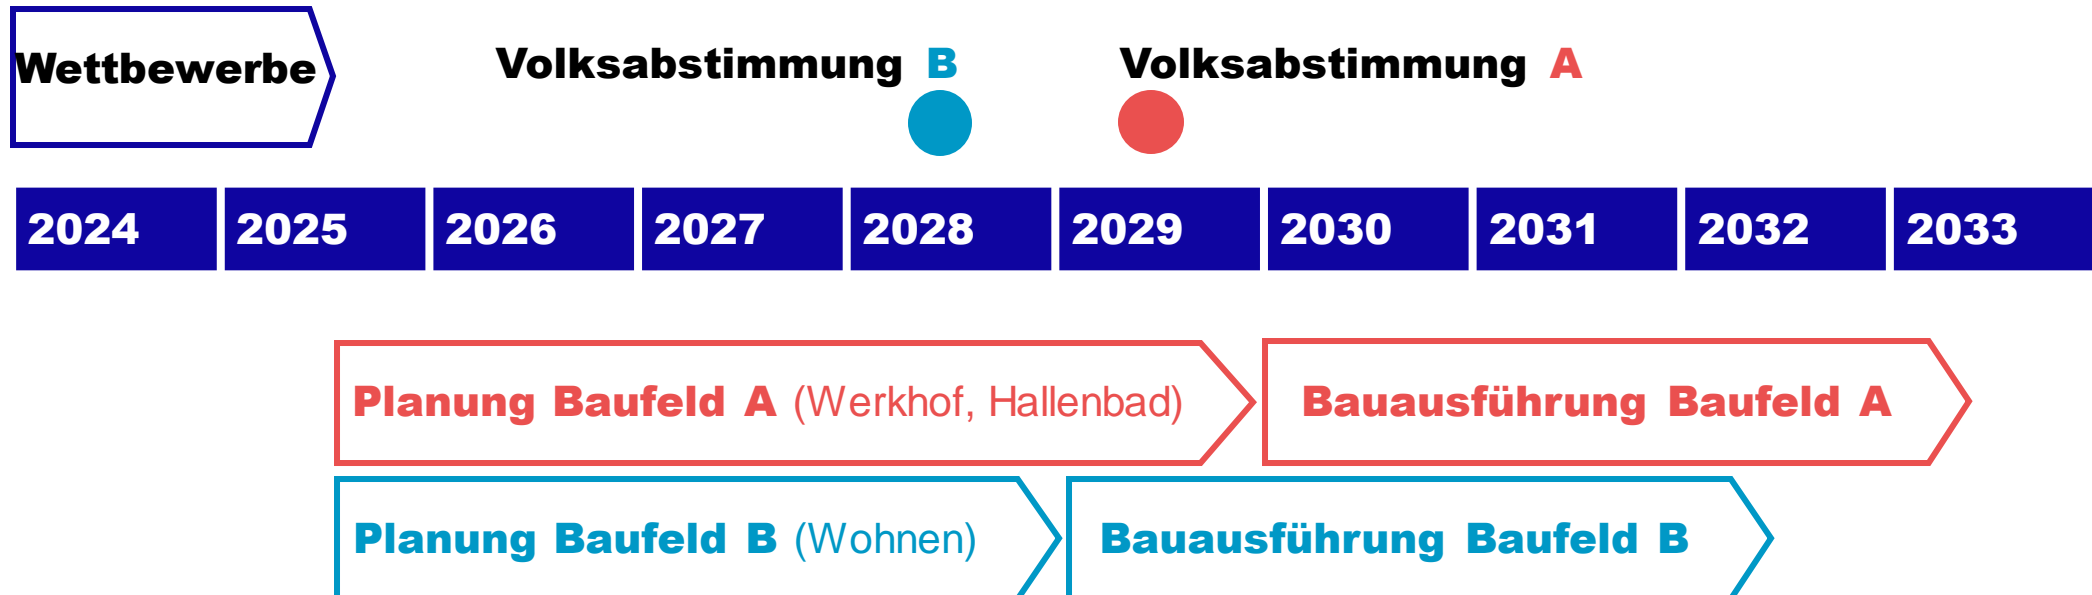 Wettbewerbe
Volksabstimmung B
Volksabstimmung A
2024 2025 2026 2027 2028 2029 2030 2031 2032 2033
Planung Baufeld A (Werkhof, Hallenbad)
Bauausführung Baufeld A
Planung Baufeld B (Wohnen)
Bauausführung Baufeld B